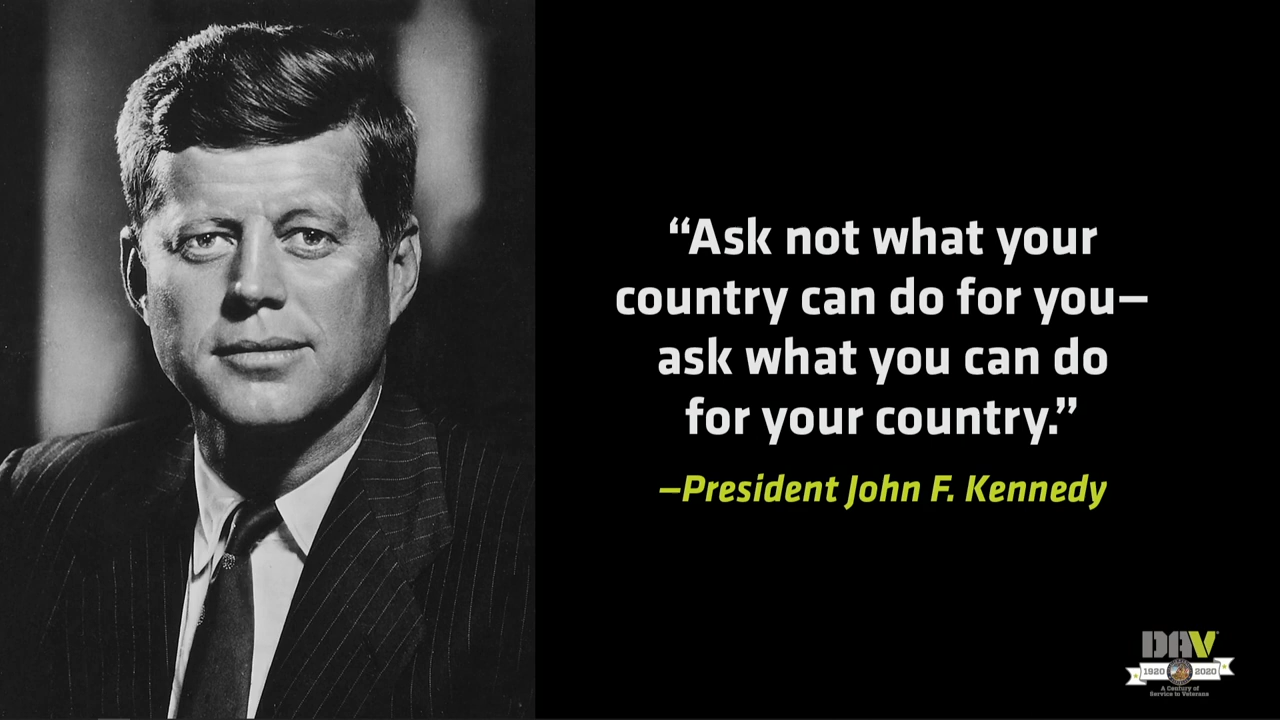 “Ask not what your
country can do for you—
ask what you can do
for your country.”
—President John F. Kennedy
DAV
1920 2020
A Century of
Service to Veterans